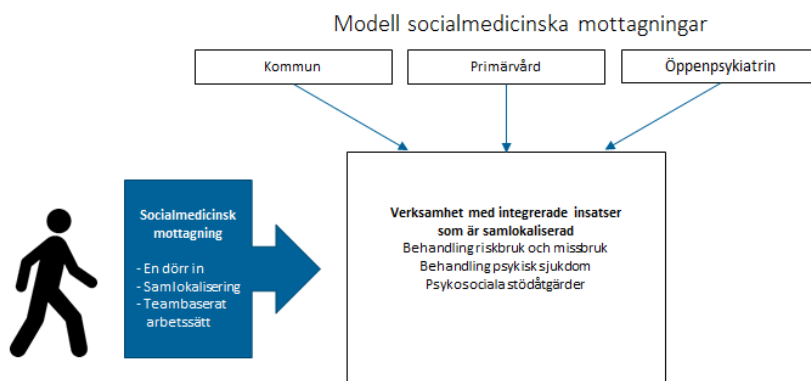 Modell socialmedicinska mottagningar
Kommun
Primärvård
Öppenpsykiatrin
Socialmedicinsk
mottagning
- En dörr in
- Samlokalisering
- Teambaserat
arbetssätt
Verksamhet med integrerade insatser
som är samlokaliserad
Behandling riskbruk och missbruk
Behandling psykisk sjukdom
Psykosociala stödåtgärder